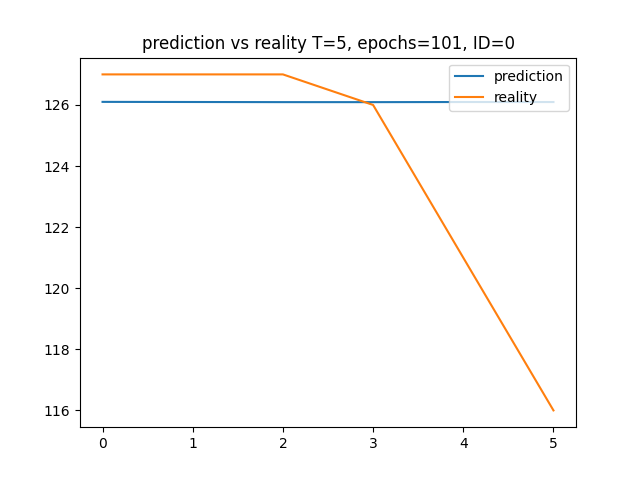 prediction vs reality T=5, epochs=101, ID=0
prediction
reality
126
124
122
120
118
116
0 1 2 3 4 5